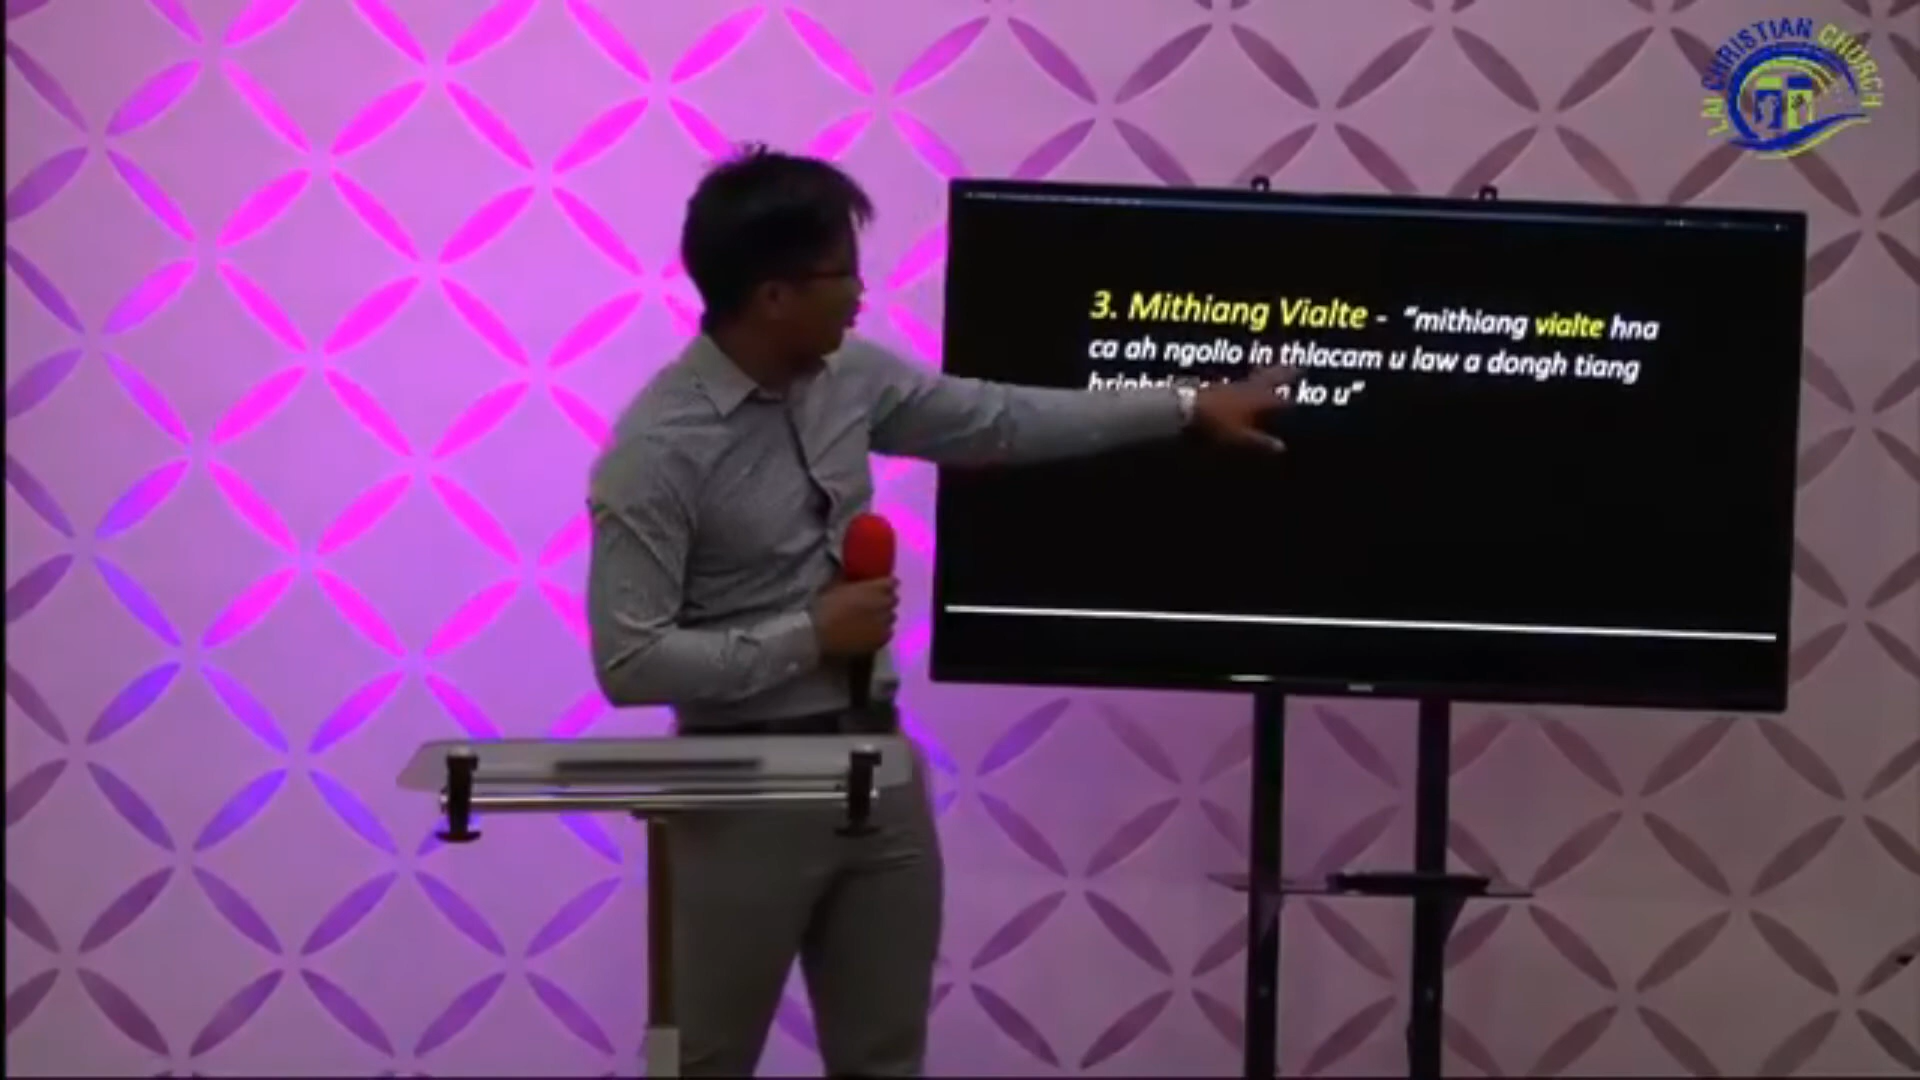 LAI CHRISTIAN CHURCH
3. Mithiang Vialte - “mithiang vialte hna
ca ah ngollo in thlacam u law a dongh tiang
ko u”